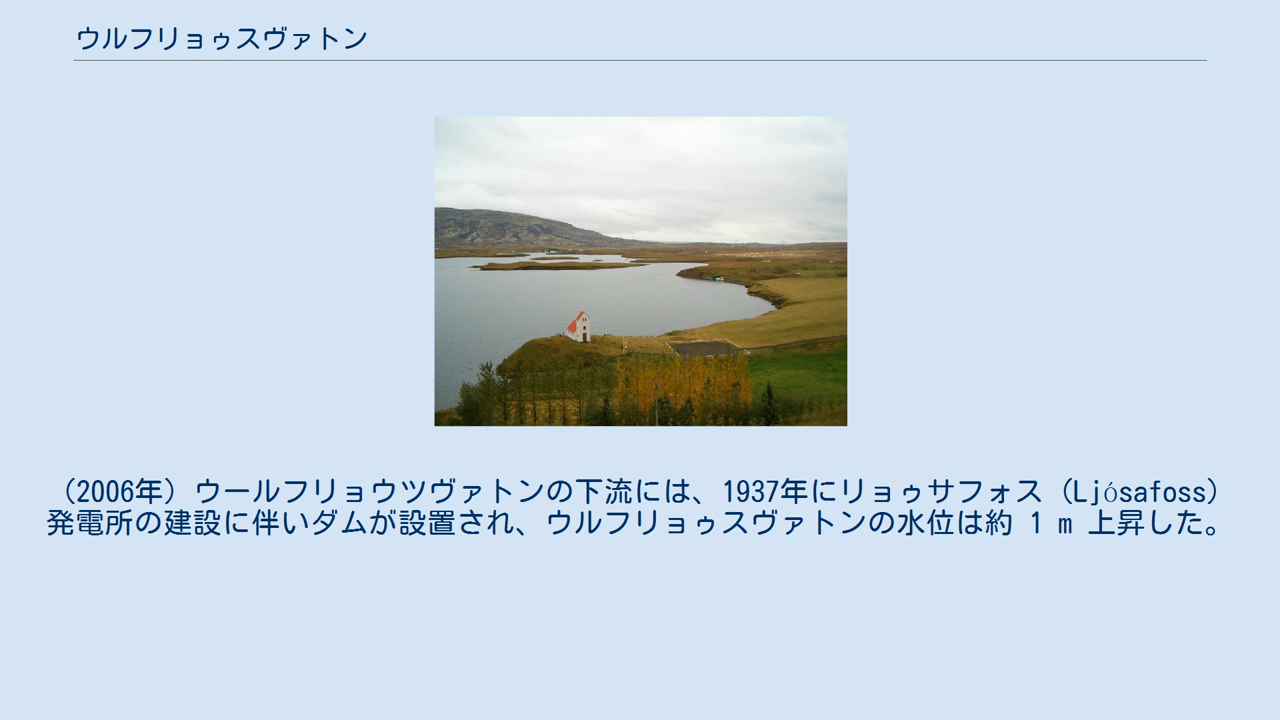 ウルフリョゥスヴァトン
（2006年）ウールフリョウツヴァトンの下流には、1937年にリョゥサフォス（Ljósafoss）
発電所の建設に伴いダムが設置され、ウルフリョゥスヴァトンの水位は約 1 m 上昇した。